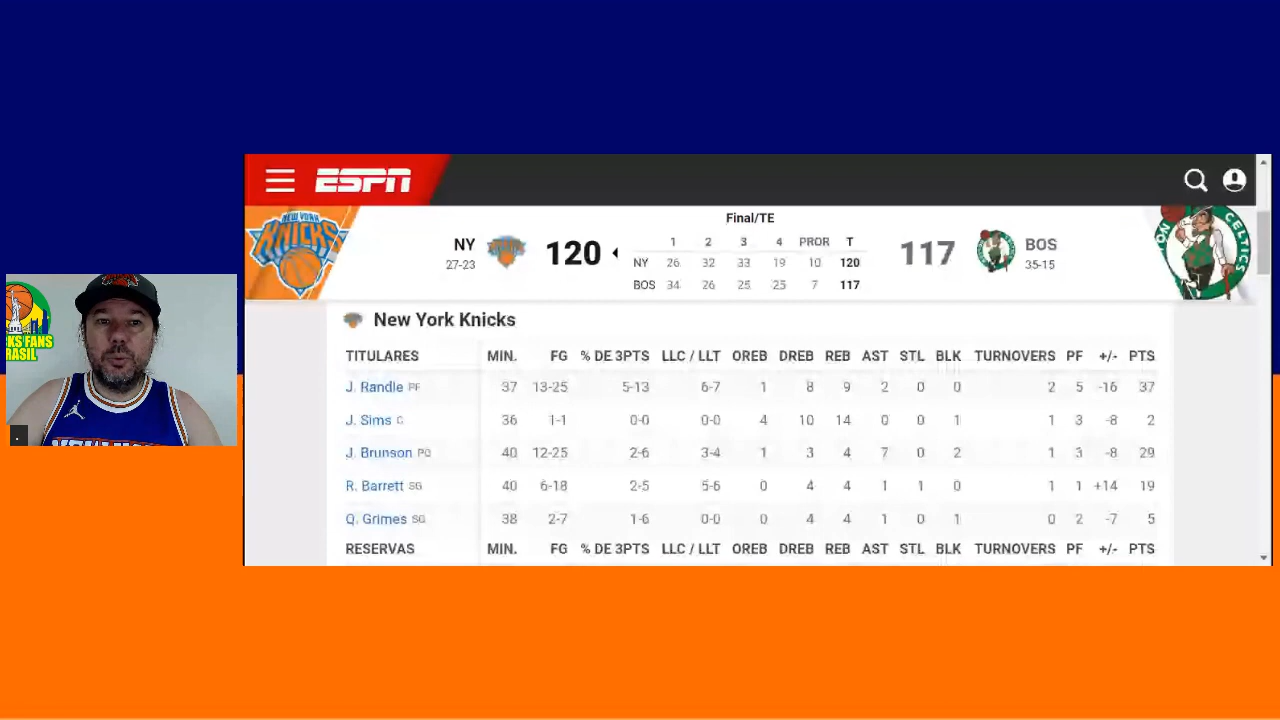 ESPN
Final/TE
NEW YORK
KNICKS
NY
27-23
120
1 2 3 4 PROR T
NY 26 32 33 19 10 120
BOS 34 26 25 25 7 117
117
BOS
35-15
ON CELTICS
New York Knicks
TITULARES MIN. FG % DE 3PTS LLC / LLT OREB DREB REB AST STL BLK TURNOVERS PF +/- PTS
J. Randle PF 37 13-25 5-13 6-7 1 8 9 2 0 0 2 5 -16 37
J. Sims C 36 1-1 0-0 0-0 4 10 14 0 0 1 1 3 -8 2
J. Brunson PG 40 12-25 2-6 3-4 1 3 4 7 0 2 1 3 -8 29
R. Barrett SG 40 6-18 2-5 5-6 0 4 4 1 1 0 1 1 +14 19
Q. Grimes SG 38 2-7 1-6 0-0 0 4 4 1 0 1 0 2 -7 5
RESERVAS MIN. FG % DE 3PTS LLC / LLT OREB DREB REB AST STL BLK TURNOVERS PF +/- PTS
CKS FANS
RASIL